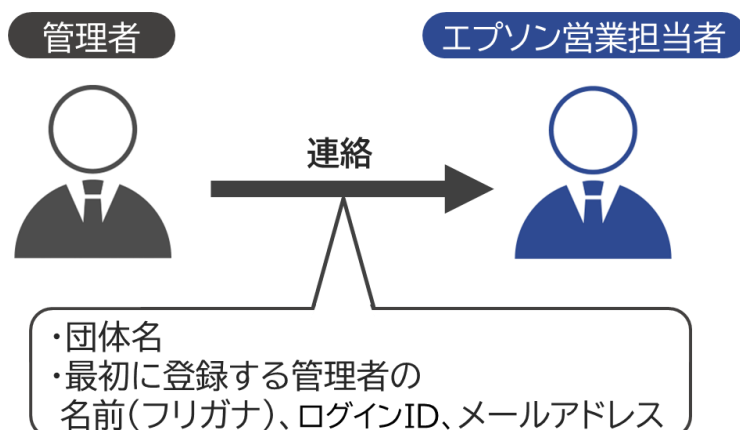 管理者
エプソン営業担当者
連絡
・団体名
・最初に登録する管理者の
名前(フリガナ)、ログインID、メールアドレス